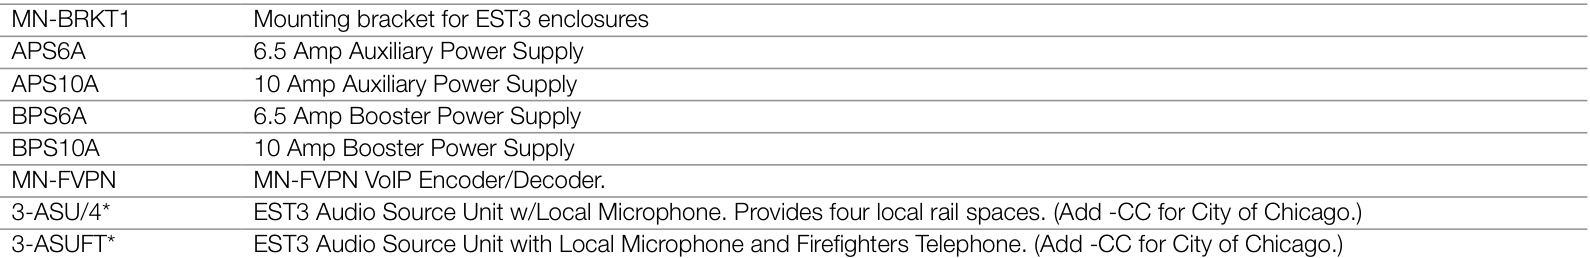 MN-BRKT1 Mounting bracket for EST3 enclosures
APS6A 6.5 Amp Auxiliary Power Supply
APS10A 10 Amp Auxiliary Power Supply
BPS6A 6.5 Amp Booster Power Supply
BPS10A 10 Amp Booster Power Supply
MN-FVPN MN-FVPN VoIP Encoder/Decoder.
3-ASU/4* EST3 Audio Source Unit w/Local Microphone. Provides four local rail spaces. (Add -CC for City of Chicago.)
3-ASUFT* EST3 Audio Source Unit with Local Microphone and Firefighters Telephone. (Add -CC for City of Chicago.)